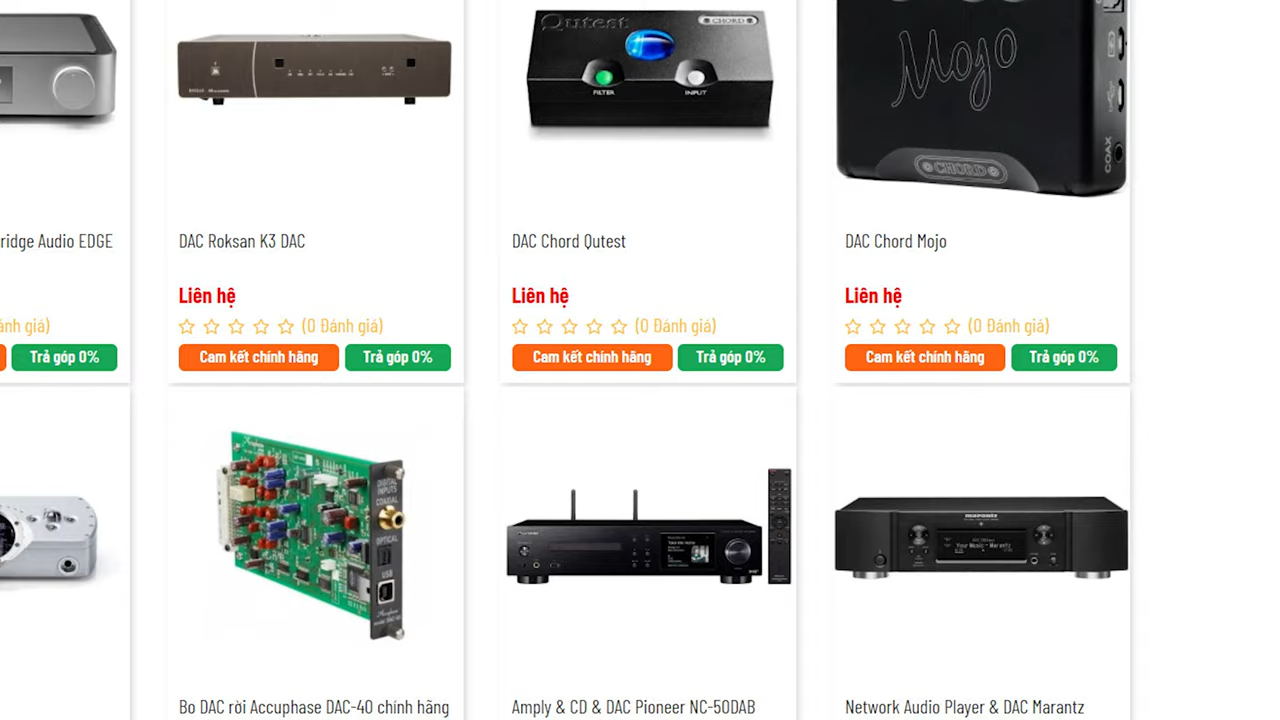 Qutest
CHORD
FILTER
INPUT
Mojo
CHORD
COAX
ridge Audio EDGE
DAC Roksan K3 DAC
DAC Chord Qutest
DAC Chord Mojo
Liên hệ
Liên hệ
Liên hệ
ánh giá)
(0 Đánh giá)
(0 Đánh giá)
(0 Đánh giá)
Trả góp 0%
Cam kết chính hãng
Trả góp 0%
Cam kết chính hãng
Trả góp 0%
Cam kết chính hãng
Trả góp 0%
DIGITAL
INPUTS
COAXIAL
OPTICAL
USB
marantz
Your Music - Marantz
Bo DAC rời Accuphase DAC-40 chính hãng
Amply & CD & DAC Pioneer NC-50DAB
Network Audio Player & DAC Marantz